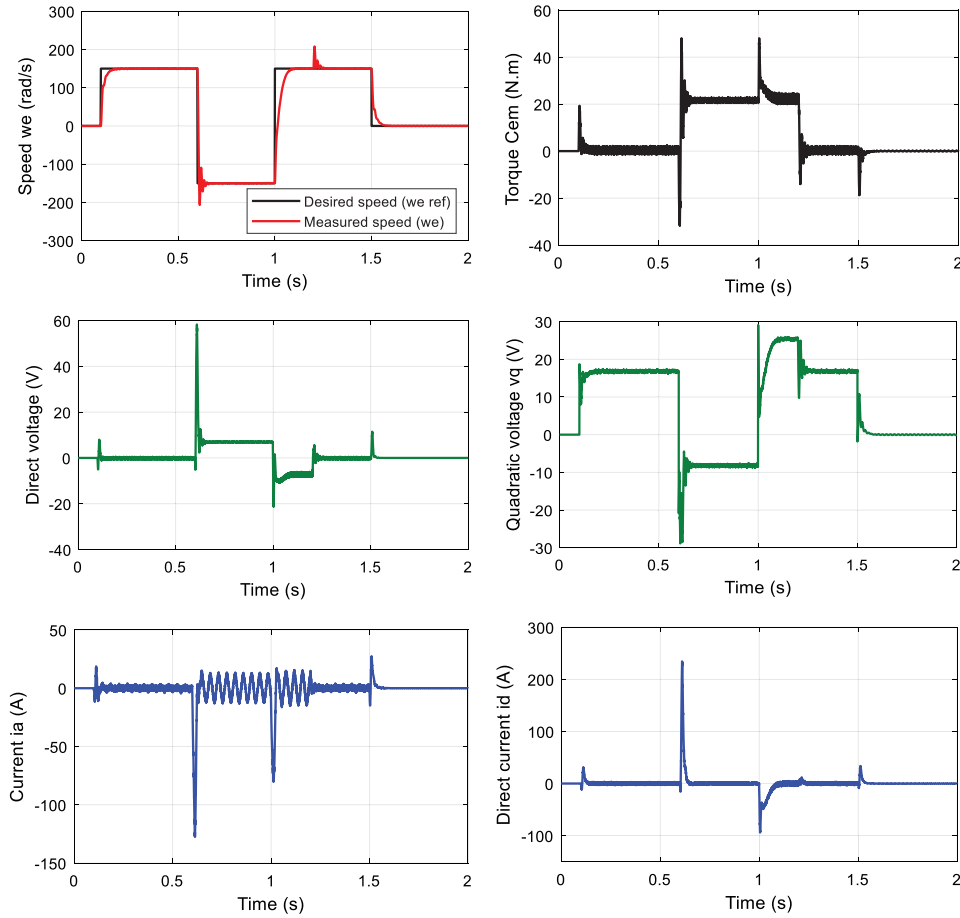 300
200
100
0
-100
-200
-300
Speed we (rad/s)
Desired speed (we ref)
Measured speed (we)
0 0.5 1 1.5 2
Time (s)
60
40
20
0
-20
-40
Torque Cem (N.m)
0 0.5 1 1.5 2
Time (s)
60
40
20
0
-20
-40
Direct voltage (V)
0 0.5 1 1.5 2
Time (s)
30
20
10
0
-10
-20
-30
Quadratic voltage vq (V)
0 0.5 1 1.5 2
Time (s)
50
0
-50
-100
-150
Current ia (A)
0 0.5 1 1.5 2
Time (s)
300
200
100
0
-100
Direct current id (A)
0 0.5 1 1.5 2
Time (s)